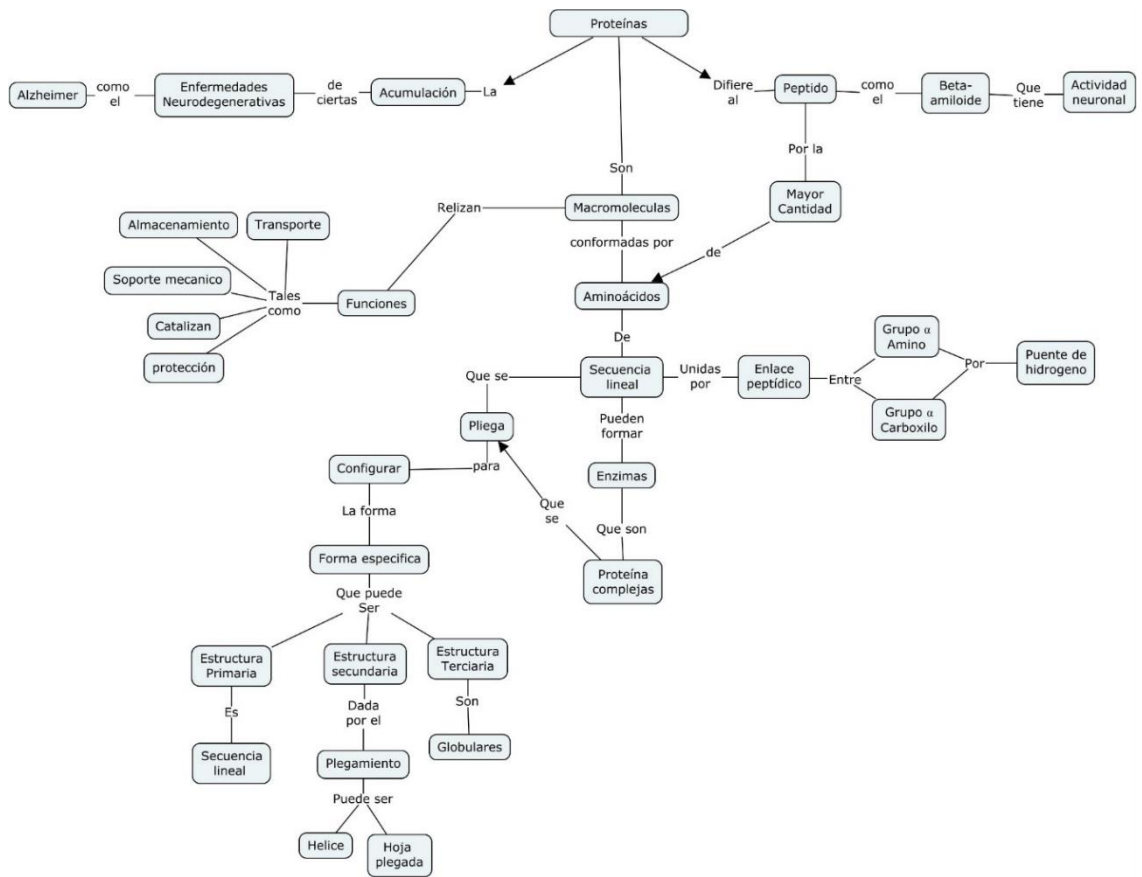 Proteínas
Alzheimer
como
el
Enfermedades
Neurodegenerativas
de
ciertas
Acumulación
La
Difiere
al
Peptido
como
el
Beta-
amiloide
Que
tiene
Actividad
neuronal
Por la
Mayor
Cantidad
de
Son
Macromoleculas
Relizan
conformadas por
Aminoácidos
Almacenamiento
Transporte
Soporte mecanico
Catalizan
protección
Tales
como
Funciones
De
Secuencia
lineal
Unidas
por
Enlace
peptídico
Entre
Grupo α
Amino
Grupo α
Carboxilo
Por
Puente de
hidrogeno
Que se
Pliega
para
Configurar
La forma
Forma especifica
Que puede
Ser
Pueden
formar
Enzimas
Que son
Proteína
complejas
Que
se
Estructura
Primaria
Es
Secuencia
lineal
Estructura
secundaria
Dada
por el
Plegamiento
Puede ser
Helice
Hoja
plegada
Estructura
Terciaria
Son
Globulares